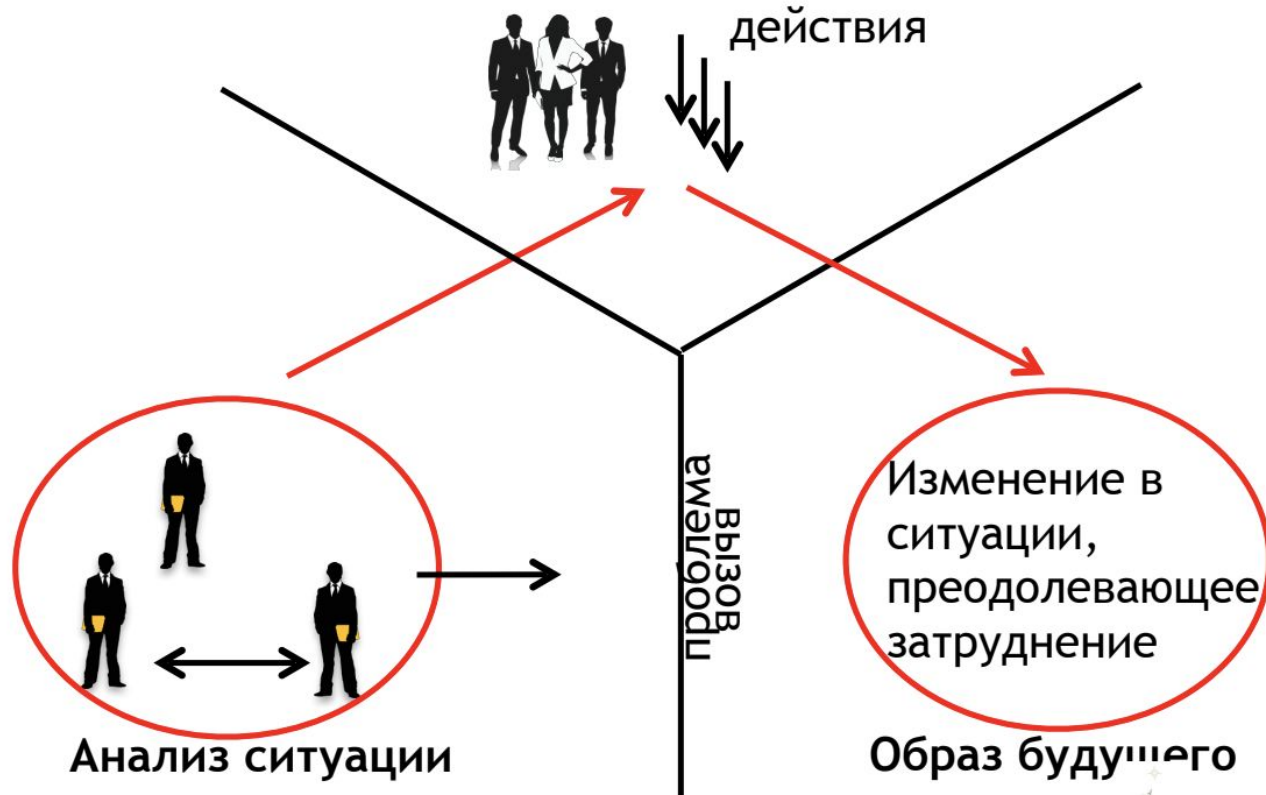 действия
проблема
вызов
Изменение в
ситуации,
преодолевающее
затруднение
Анализ ситуации
Образ будущего